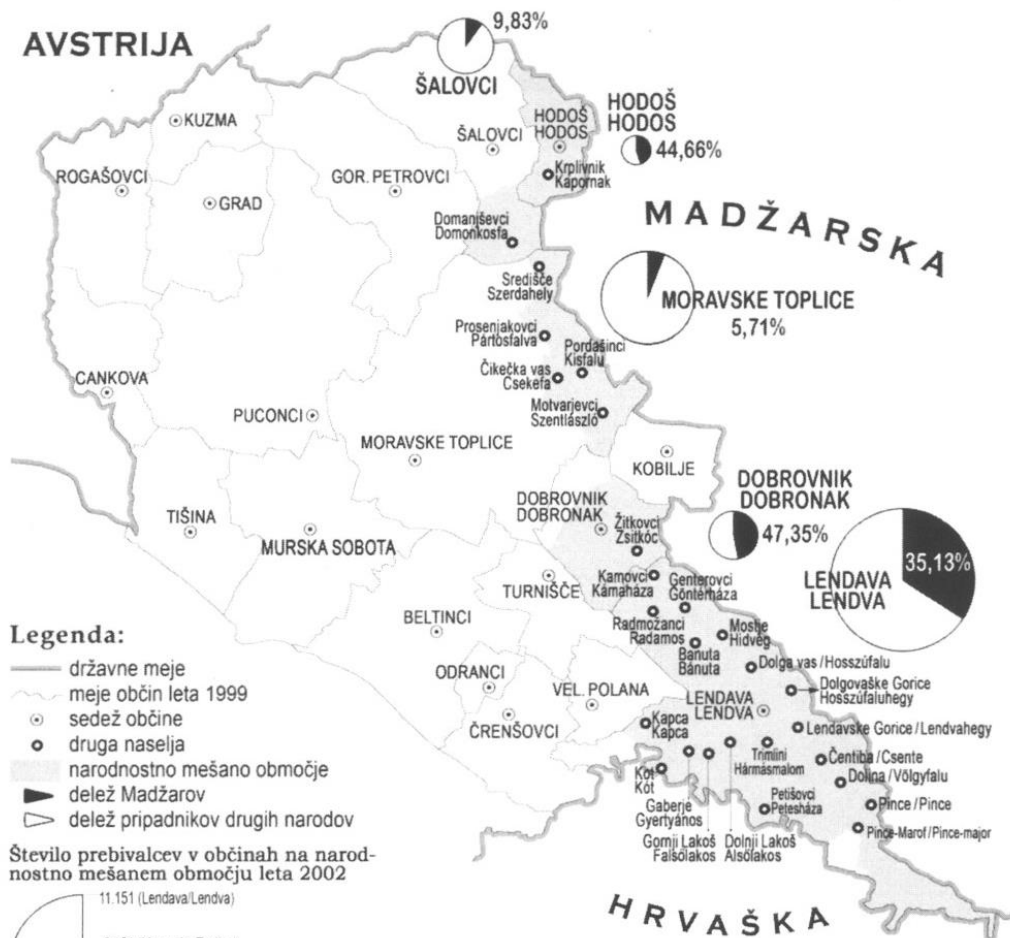 AVSTRIJA
9,83%
ŠALOVCI
KUZMA
ŠALOVCI
HODOŠ
HODOS
HODOŠ
HODOS
44,66%
ROGAŠOVCI
GRAD
GOR. PETROVCI
Krplivnik
Kapornak
MADŽARSKA
Domanjševci
Domonkosfa
Središče
Szerdahely
MORAVSKE TOPLICE
5,71%
Prosenjakovci
Pártosfalva
Pordašinci
Kisfalu
Čikečka vas
Csekefa
CANKOVA
PUCONCI
Motvarjevci
Szentlászló
MORAVSKE TOPLICE
KOBILJE
DOBROVNIK
DOBRONAK
47,35%
TIŠINA
MURSKA SOBOTA
DOBROVNIK
DOBRONAK
Žitkovci
Zsitkóc
35,13%
LENDAVA
LENDVA
TURNIŠČE
Kamovci
Kámaháza
Genterovci
Göntérháza
BELTINCI
Radmožanci
Radamos
Mostje
Hidvég
Banuta
Bánuta
Dolga vas / Hosszúfalu
Legenda:
državne meje
meje občin leta 1999
sedež občine
druga naselja
narodnostno mešano območje
delež Madžarov
delež pripadnikov drugih narodov
ODRANCI
VEL. POLANA
ČRENŠOVCI
LENDAVA
LENDVA
Dolgovaške Gorice
Hosszúfaluhegy
Kapca
Kapca
Lendavske Gorice / Lendvahegy
Trimlini
Hármásmalom
Čentiba / Csente
Dolina / Völgyfalu
Kot
Kót
Petišovci
Petesháza
Pince / Pince
Gaberje
Gyertyános
Pince-Marof / Pince-major
Gornji Lakoš
Falsólakos
Dolnji Lakoš
Alsólakos
Število prebivalcev v občinah na narod-
nostno mešanem območju leta 2002
11.151 (Lendava/Lendva)
HRVAŠKA